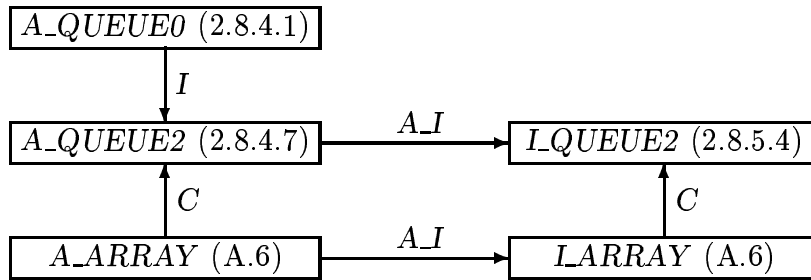 A_QUEUE0 (2.8.4.1)
I
A_QUEUE2 (2.8.4.7)
A_I
I_QUEUE2 (2.8.5.4)
C
C
A_ARRAY (A.6)
A_I
I_ARRAY (A.6)